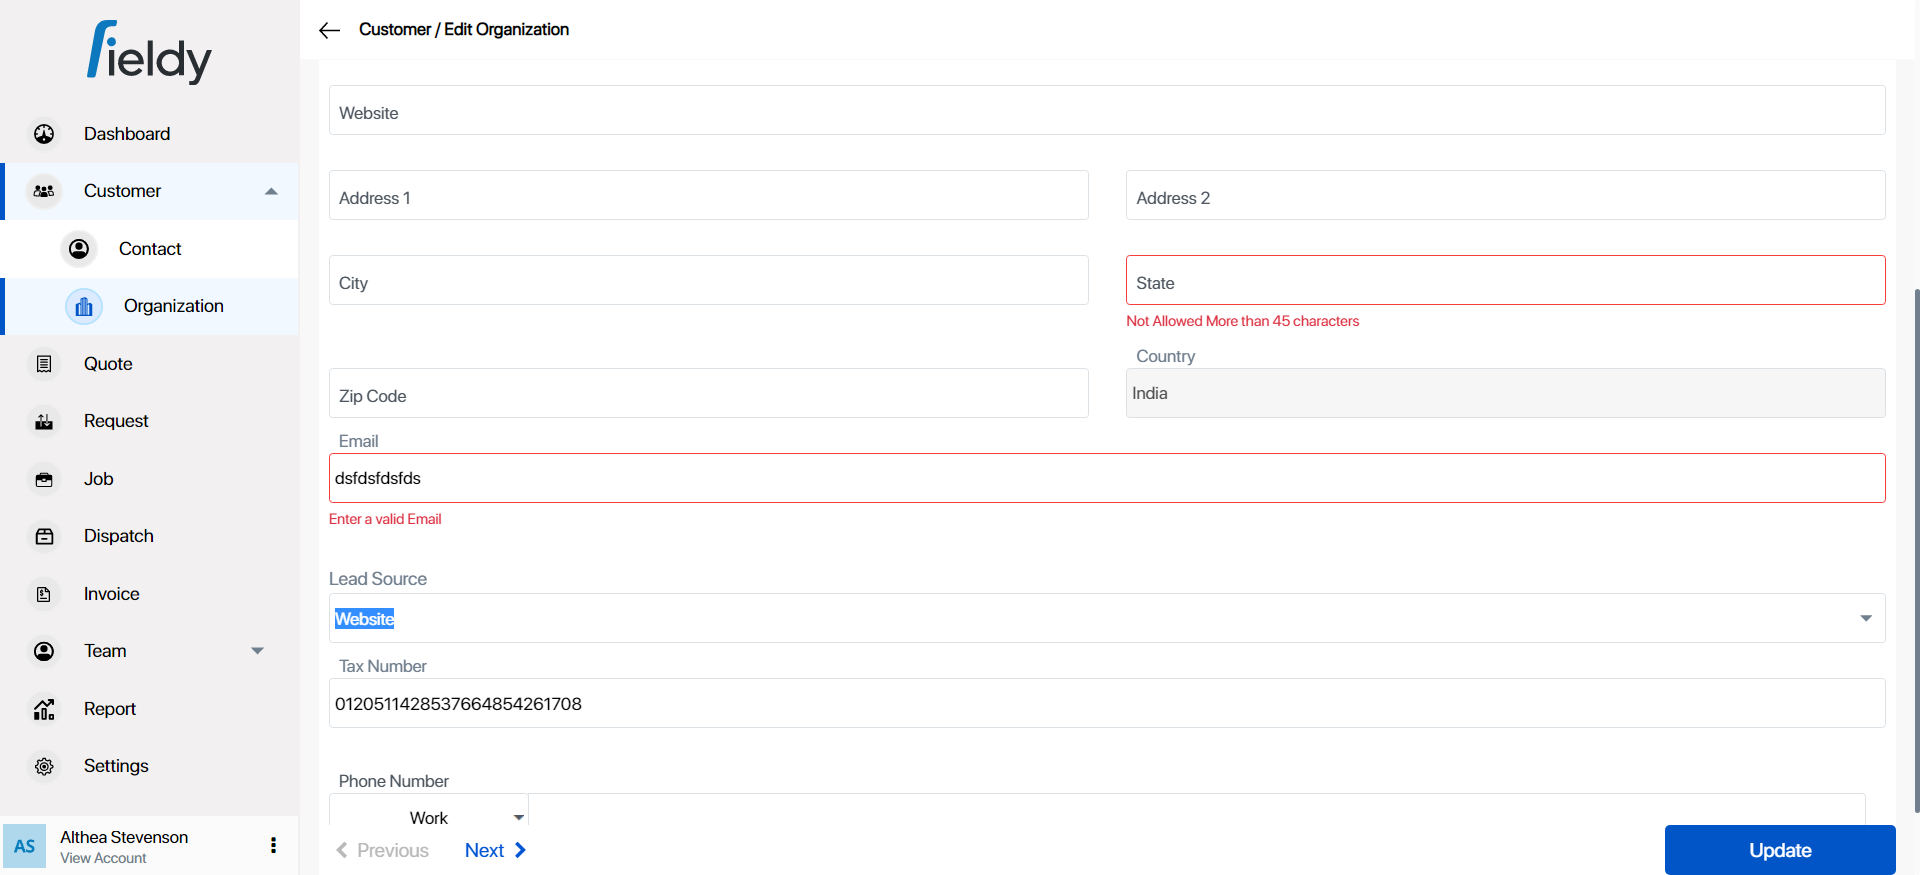 fieldy
Dashboard
Customer
Contact
Organization
Quote
Request
Job
Dispatch
Invoice
Team
Report
Settings
AS
Althea Stevenson
View Account
Customer / Edit Organization
Website
Address 1
Address 2
City
State
Not Allowed More than 45 characters
Zip Code
Country
India
Email
dsfdsfdsfds
Enter a valid Email
Lead Source
Website
Tax Number
0120511428537664854261708
Phone Number
Work
Previous
Next
Update